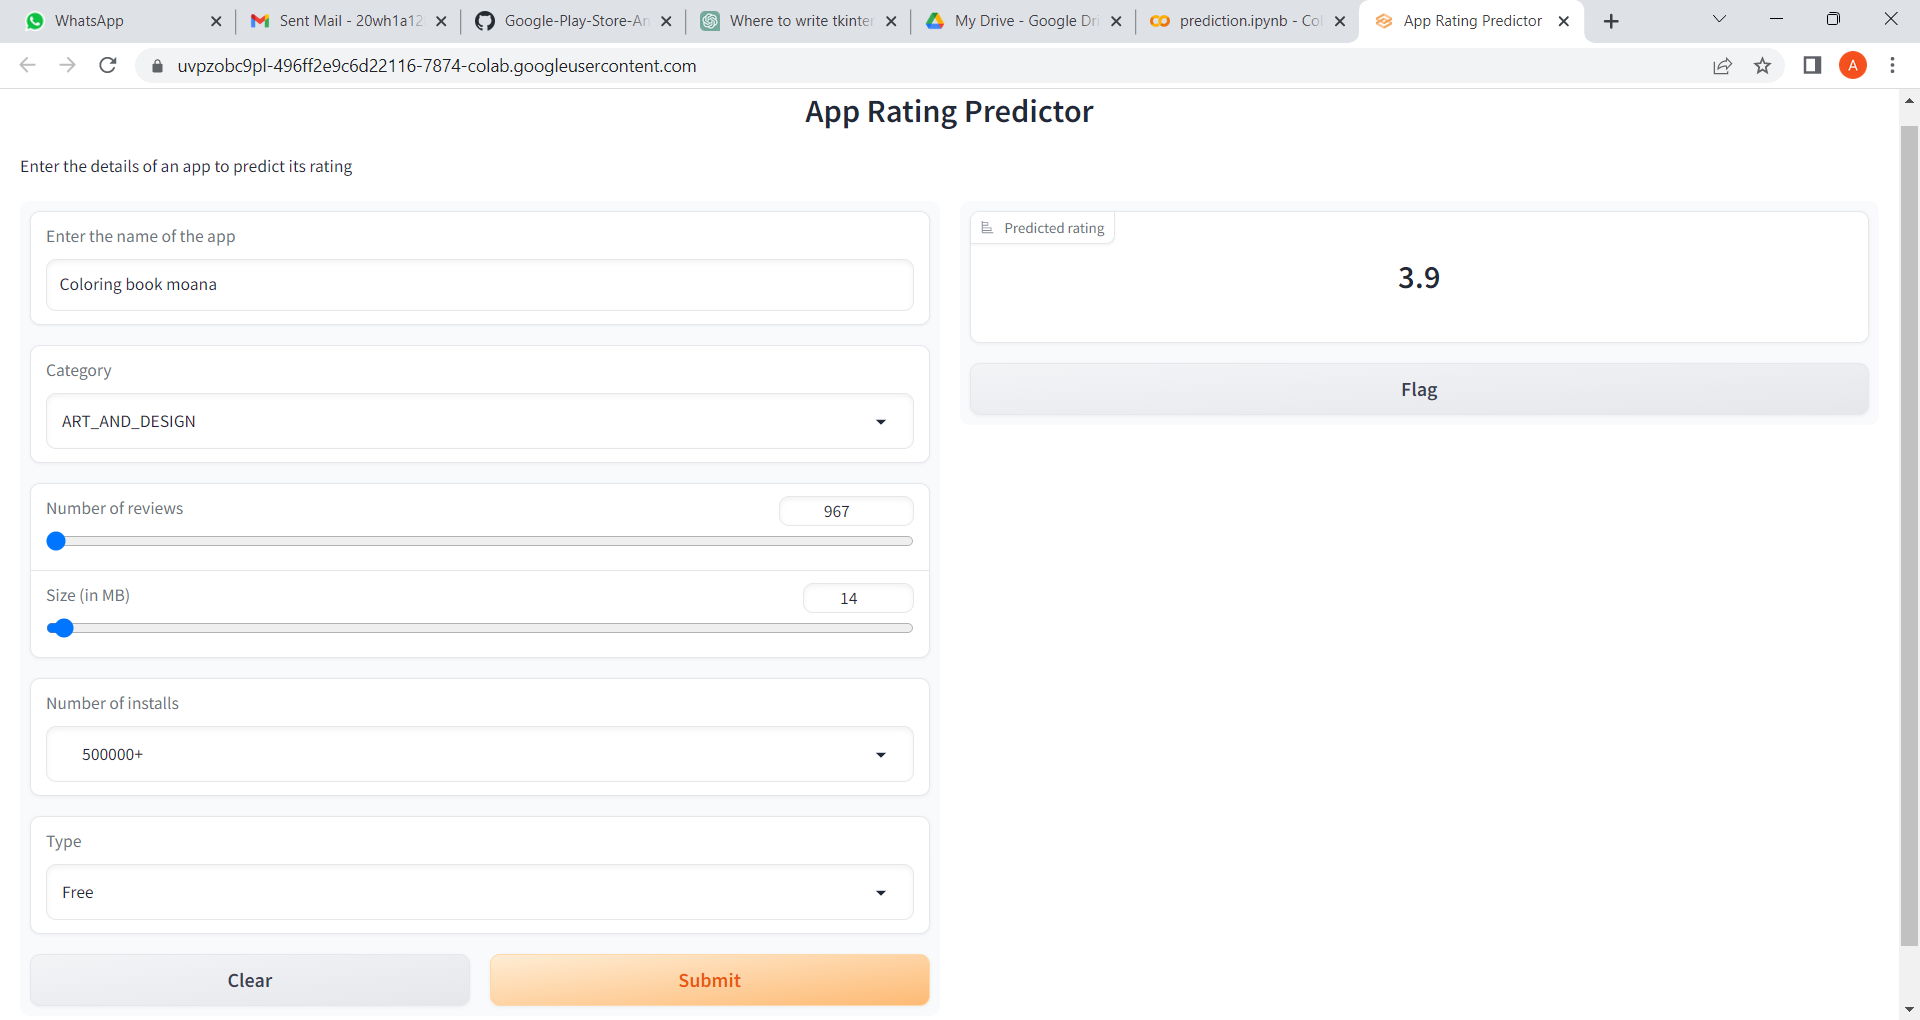 WhatsApp
Sent Mail - 20wh1a12
Google-Play-Store-An
Where to write tkinter
My Drive - Google Dri
prediction.ipynb - Col
App Rating Predictor
uvpzobc9pl-496ff2e9c6d22116-7874-colab.googleusercontent.com
A
App Rating Predictor
Enter the details of an app to predict its rating
Enter the name of the app
Coloring book moana
Category
ART_AND_DESIGN
Number of reviews
967
Size (in MB)
14
Number of installs
500000+
Type
Free
Clear
Submit
Predicted rating
3.9
Flag